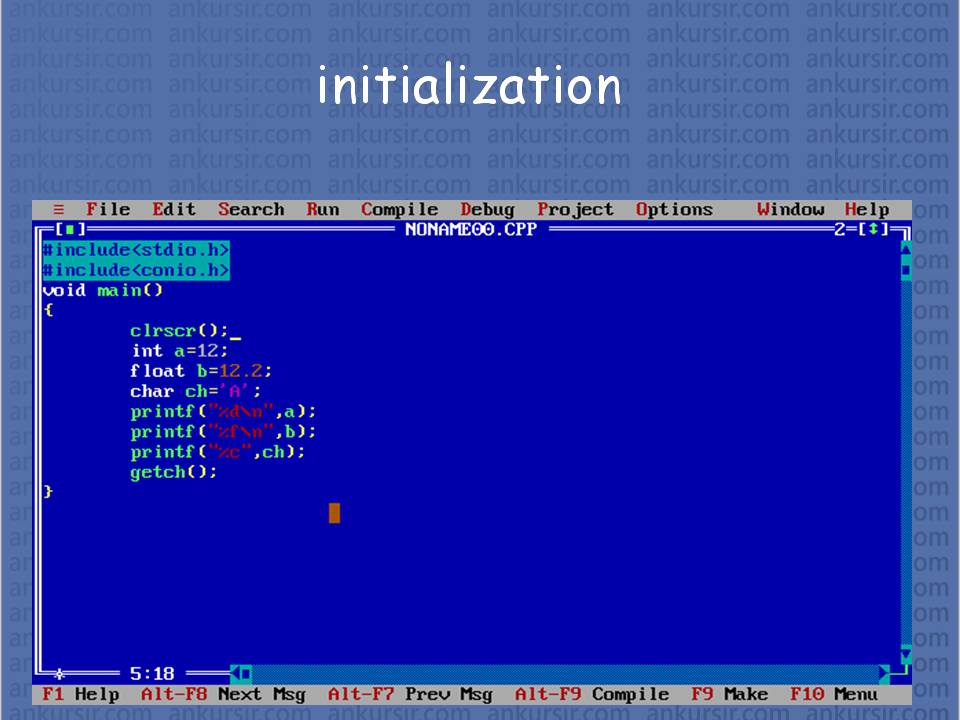 initialization
≡ File Edit Search Run Compile Debug Project Options Window Help
[■] NONAME00.CPP 2=[↕]
#include<stdio.h>
#include<conio.h>
void main()
{
clrscr();_
int a=12;
float b=12.2;
char ch='A';
printf("%d\n",a);
printf("%f\n",b);
printf("%c",ch);
getch();
}
* 5:18
F1 Help Alt-F8 Next Msg Alt-F7 Prev Msg Alt-F9 Compile F9 Make F10 Menu
ankursir.com